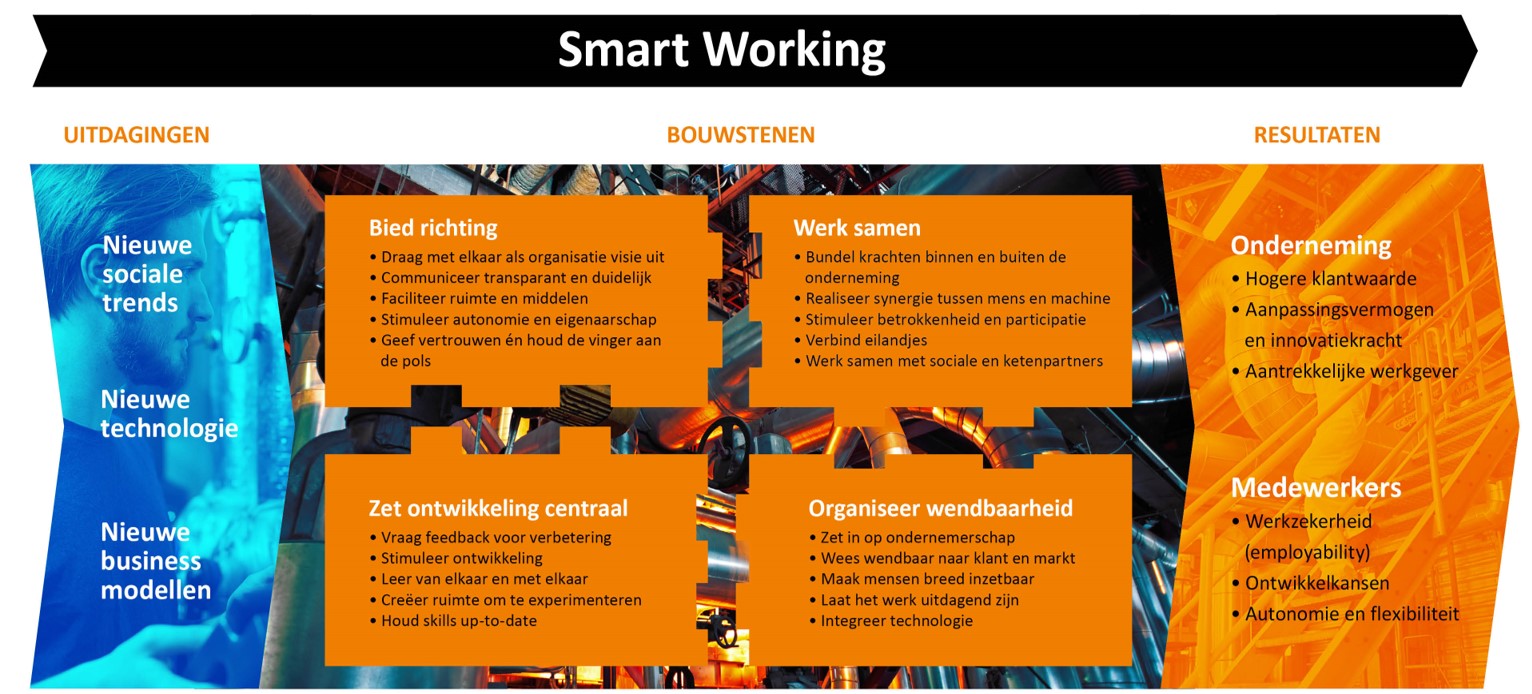 Smart Working
UITDAGINGEN
BOUWSTENEN
RESULTATEN
Nieuwe
sociale
trends
Nieuwe
technologie
Nieuwe
business
modellen
Bied richting
• Draag met elkaar als organisatie visie uit
• Communiceer transparant en duidelijk
• Faciliteer ruimte en middelen
• Stimuleer autonomie en eigenaarschap
• Geef vertrouwen én houd de vinger aan
de pols
Werk samen
• Bundel krachten binnen en buiten de
onderneming
• Realiseer synergie tussen mens en machine
• Stimuleer betrokkenheid en participatie
• Verbind eilandjes
• Werk samen met sociale en ketenpartners
Zet ontwikkeling centraal
• Vraag feedback voor verbetering
• Stimuleer ontwikkeling
• Leer van elkaar en met elkaar
• Creëer ruimte om te experimenteren
• Houd skills up-to-date
Organiseer wendbaarheid
• Zet in op ondernemerschap
• Wees wendbaar naar klant en markt
• Maak mensen breed inzetbaar
• Laat het werk uitdagend zijn
• Integreer technologie
Onderneming
• Hogere klantwaarde
• Aanpassingsvermogen
en innovatiekracht
• Aantrekkelijke werkgever
Medewerkers
• Werkzekerheid
(employability)
• Ontwikkelkansen
• Autonomie en flexibiliteit